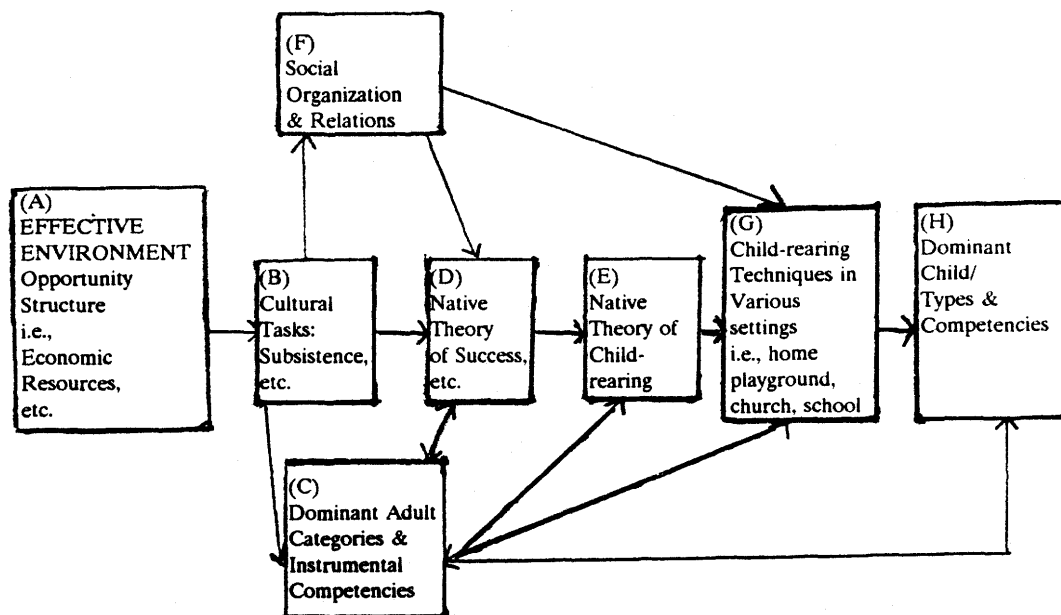 (A)
EFFECTIVE
ENVIRONMENT
Opportunity
Structure
i.e.,
Economic
Resources,
etc.
(F)
Social
Organization
& Relations
(B)
Cultural
Tasks:
Subsistence,
etc.
(D)
Native
Theory
of Success,
etc.
(E)
Native
Theory of
Child-
rearing
(G)
Child-rearing
Techniques in
Various
settings
i.e., home
playground,
church, school
(H)
Dominant
Child/
Types &
Competencies
(C)
Dominant Adult
Categories &
Instrumental
Competencies